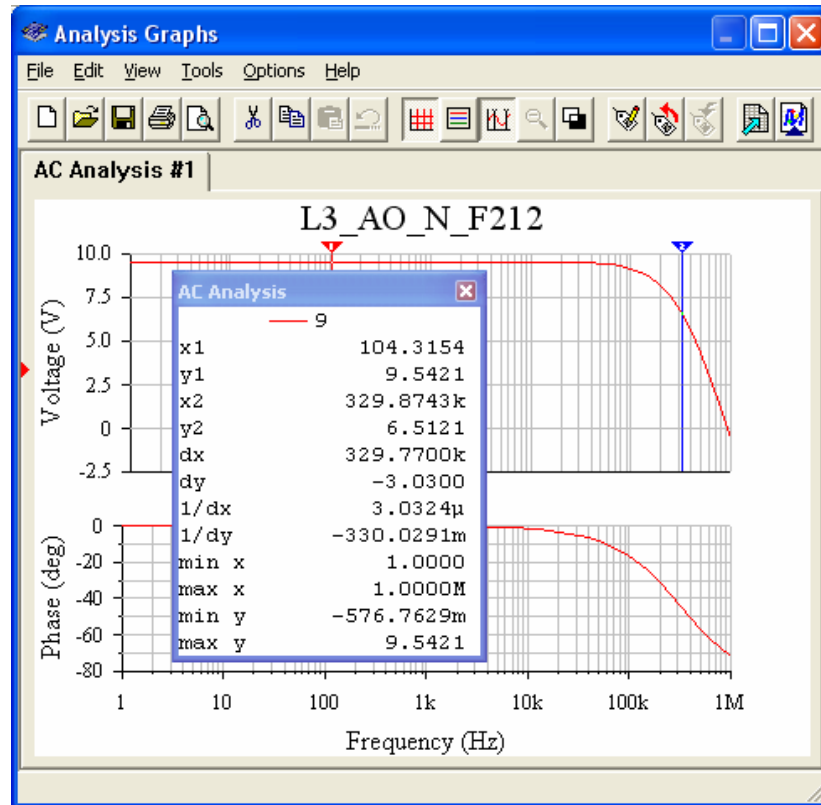 Analysis Graphs
File Edit View Tools Options Help
AC Analysis #1
L3_AO_N_F212
1
2
10.0
7.5
5.0
2.5
0
-2.5
Voltage (V)
AC Analysis
9
x1 104.3154
y1 9.5421
x2 329.8743k
y2 6.5121
dx 329.7700k
dy -3.0300
1/dx 3.0324µ
1/dy -330.0291m
min x 1.0000
max x 1.0000M
min y -576.7629m
max y 9.5421
0
-20
-40
-60
-80
Phase (deg)
1 10 100 1k 10k 100k 1M
Frequency (Hz)